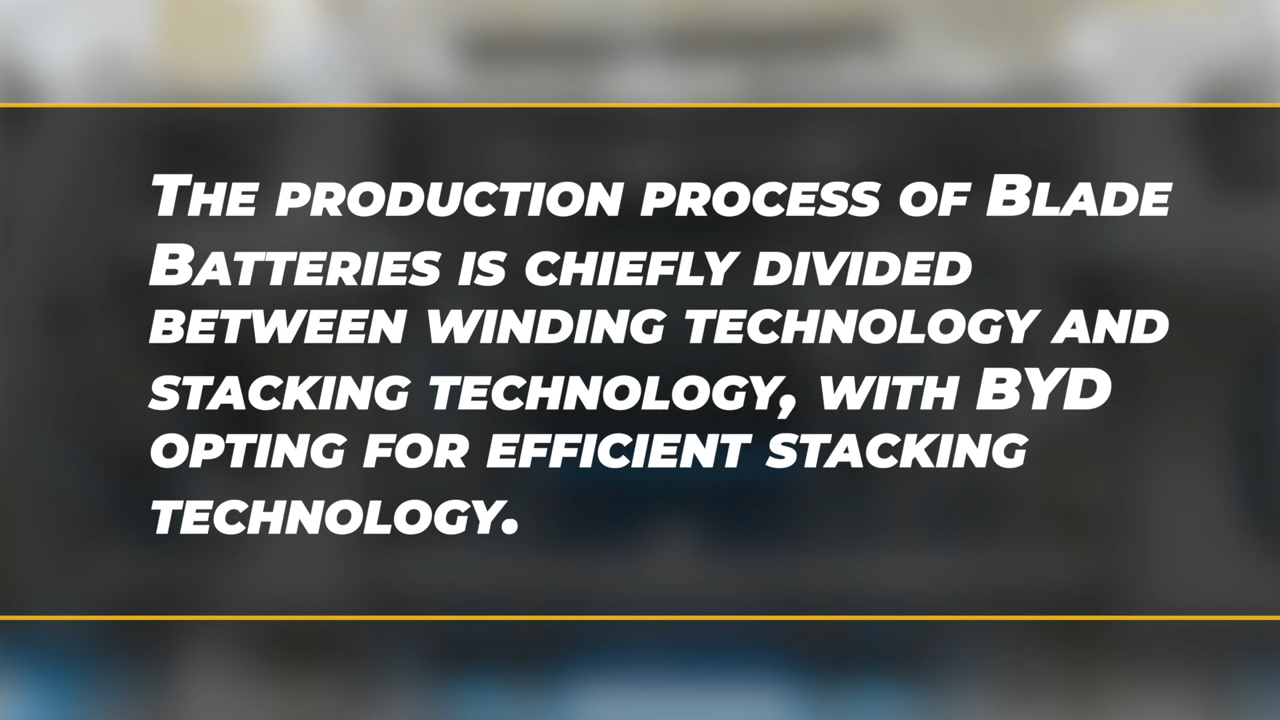 The production process of Blade
Batteries is chiefly divided
between winding technology and
stacking technology, with BYD
opting for efficient stacking
technology.